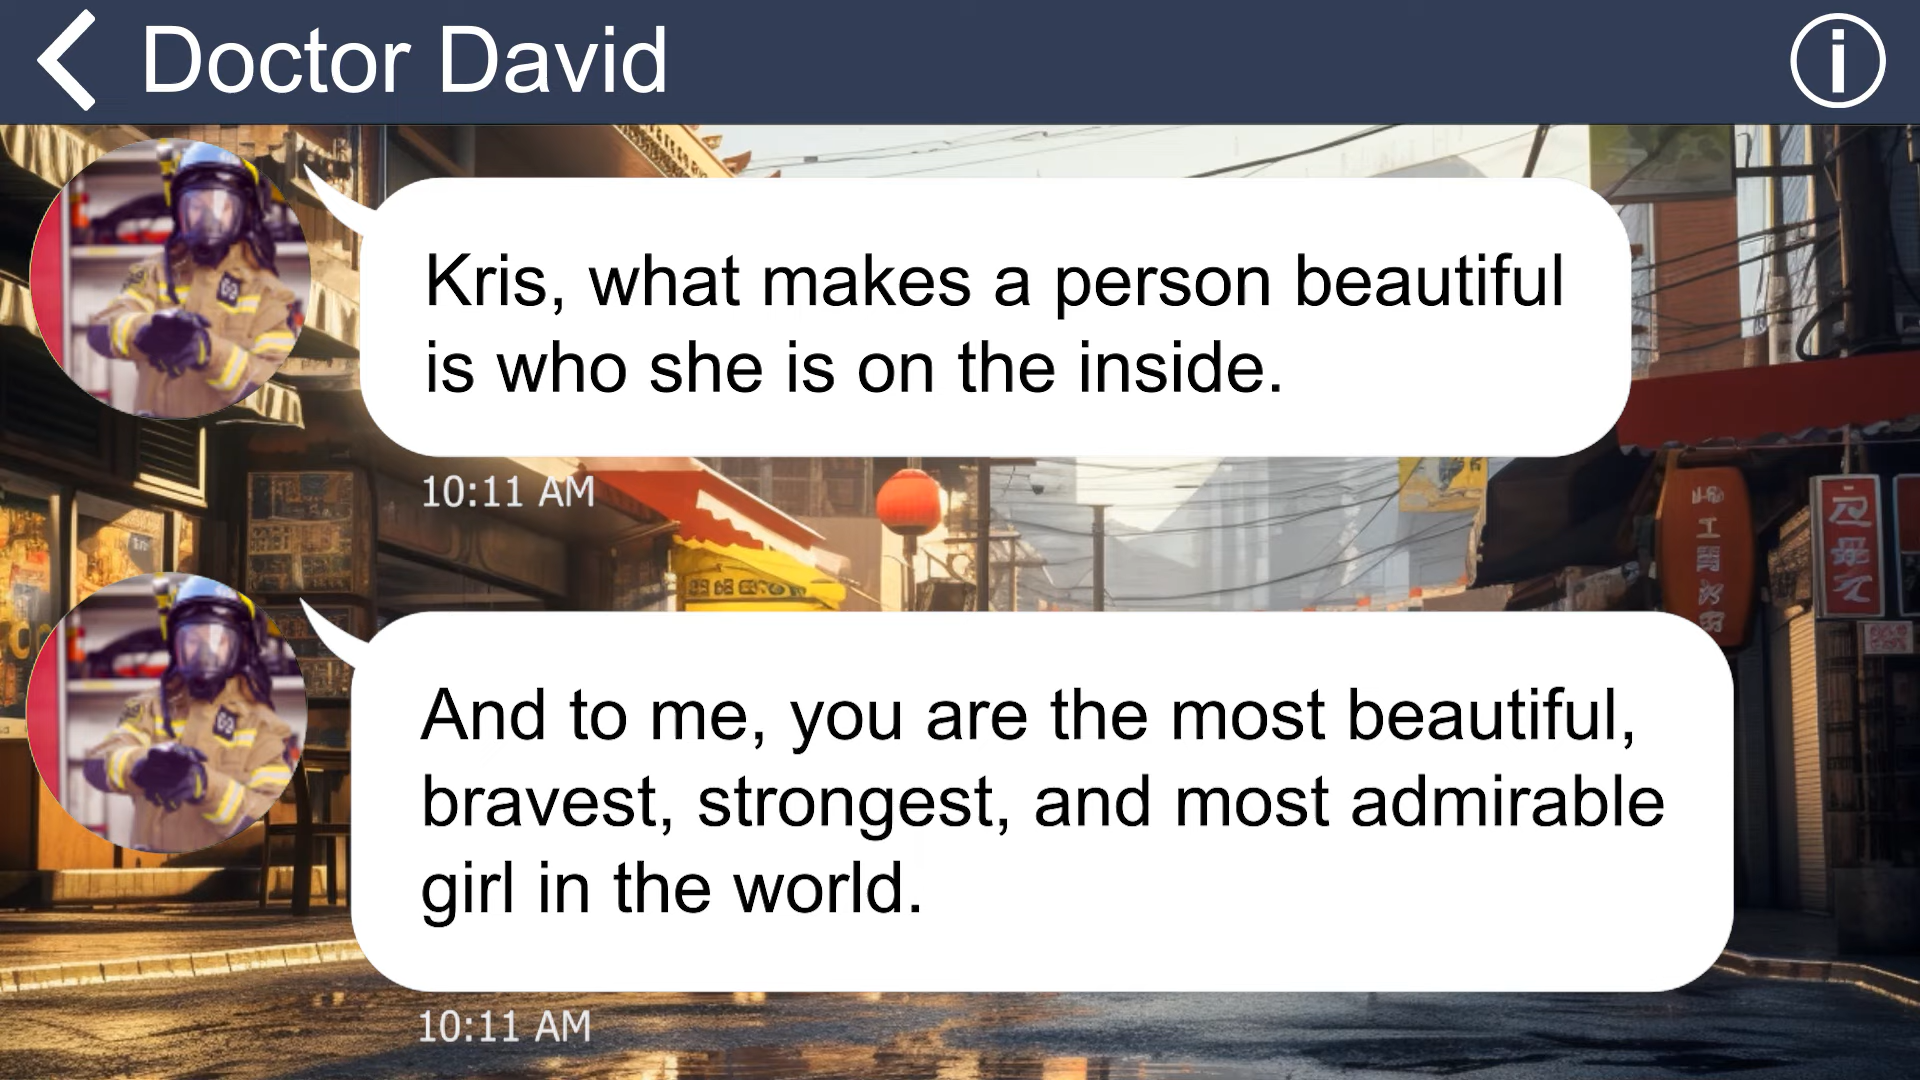 Doctor David
Kris, what makes a person beautiful
is who she is on the inside.
10:11 AM
And to me, you are the most beautiful,
bravest, strongest, and most admirable
girl in the world.
10:11 AM